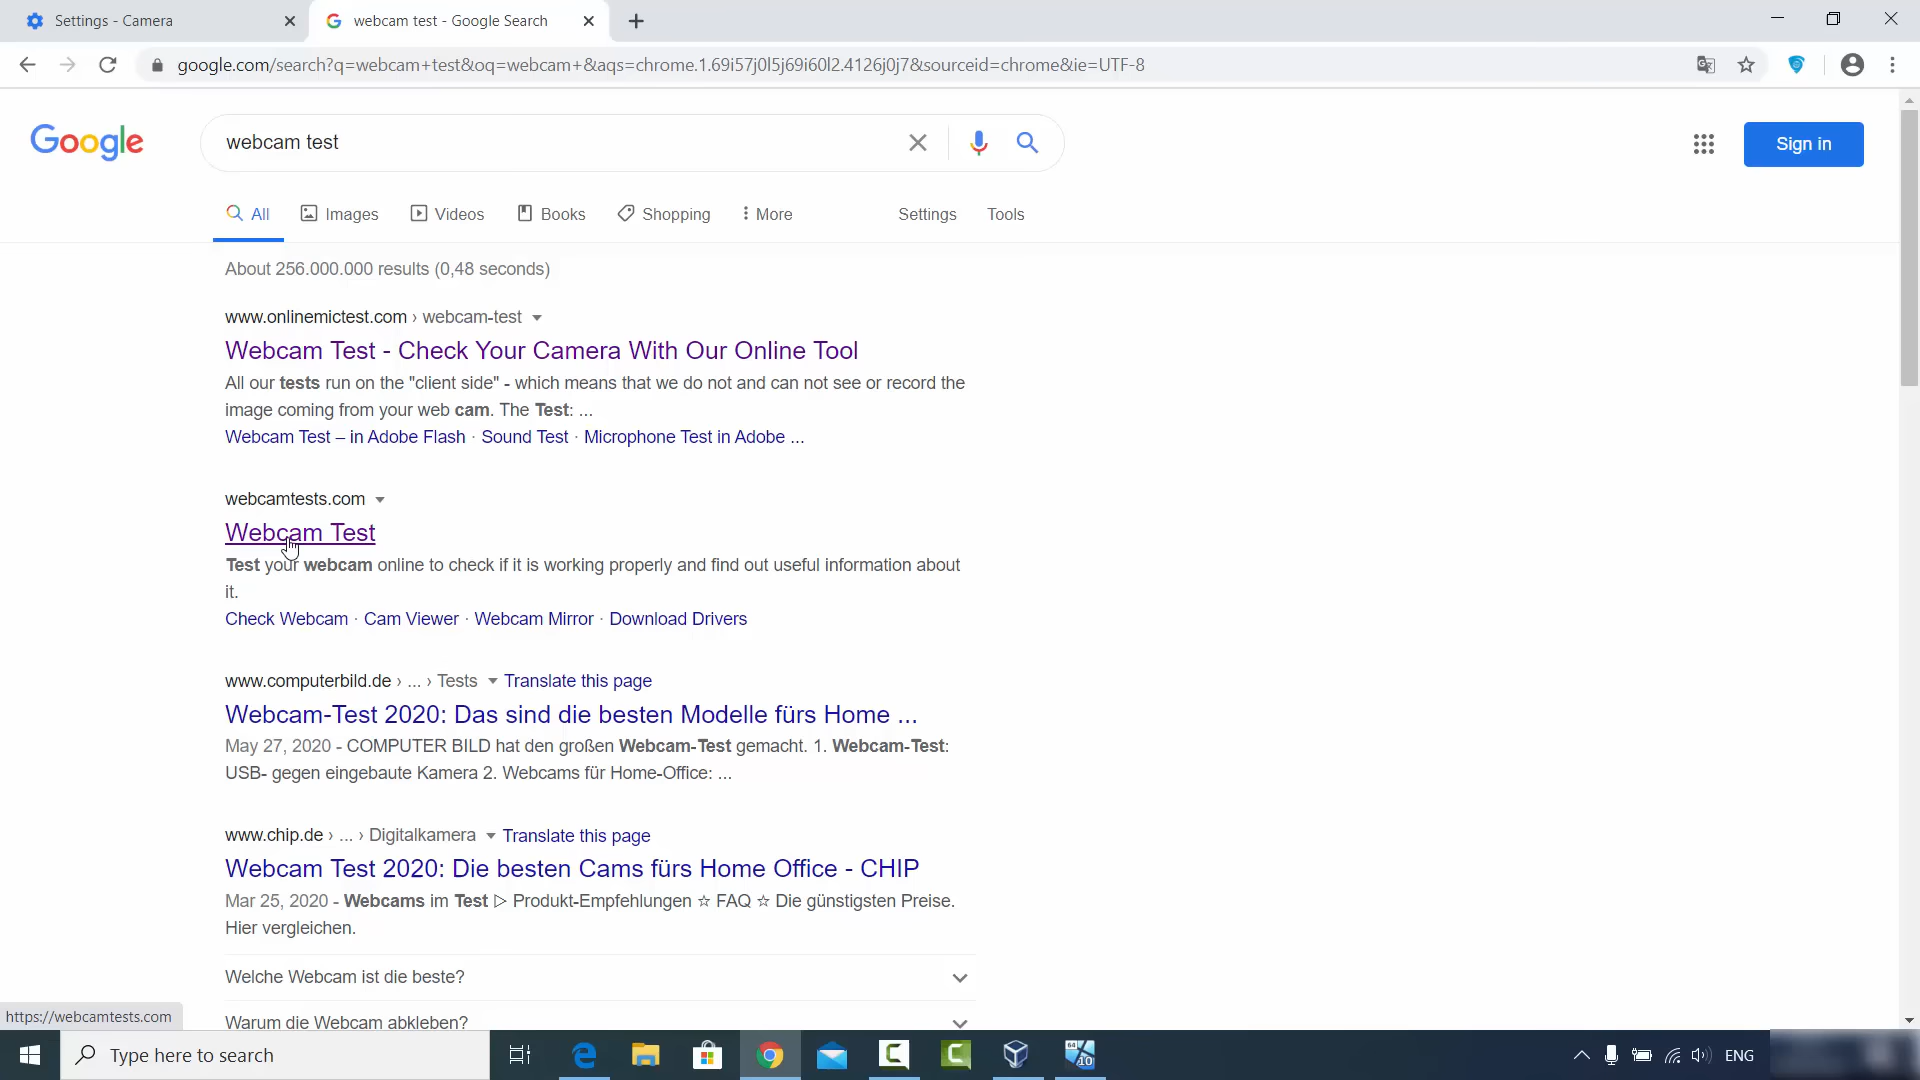 Settings - Camera
webcam test - Google Search
google.com/search?q=webcam+test&oq=webcam+&aqs=chrome.1.69i57j0l5j69i60l2.4126j0j7&sourceid=chrome&ie=UTF-8
Google
webcam test
Sign in
All
Images
Videos
Books
Shopping
More
Settings
Tools
About 256.000.000 results (0,48 seconds)
www.onlinemictest.com › webcam-test
Webcam Test - Check Your Camera With Our Online Tool
All our tests run on the "client side" - which means that we do not and can not see or record the
image coming from your web cam. The Test: ...
Webcam Test – in Adobe Flash · Sound Test · Microphone Test in Adobe ...
webcamtests.com
Webcam Test
Test your webcam online to check if it is working properly and find out useful information about
it.
Check Webcam · Cam Viewer · Webcam Mirror · Download Drivers
www.computerbild.de › ... › Tests Translate this page
Webcam-Test 2020: Das sind die besten Modelle fürs Home ...
May 27, 2020 - COMPUTER BILD hat den großen Webcam-Test gemacht. 1. Webcam-Test:
USB- gegen eingebaute Kamera 2. Webcams für Home-Office: ...
www.chip.de › ... › Digitalkamera Translate this page
Webcam Test 2020: Die besten Cams fürs Home Office - CHIP
Mar 25, 2020 - Webcams im Test ▷ Produkt-Empfehlungen ☆ FAQ ☆ Die günstigsten Preise.
Hier vergleichen.
Welche Webcam ist die beste?
Warum die Webcam abkleben?
https://webcamtests.com
Type here to search
64
10
ENG